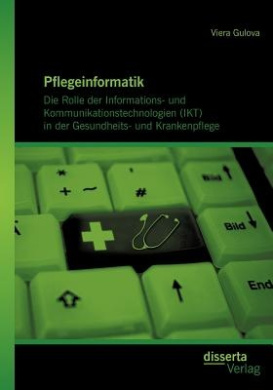 Viera Gulova
Pflegeinformatik
Die Rolle der Informations- und
Kommunikationstechnologien (IKT)
in der Gesundheits- und Krankenpflege
* '
+ ~ #
Bild
Bild
End
disserta
Verlag